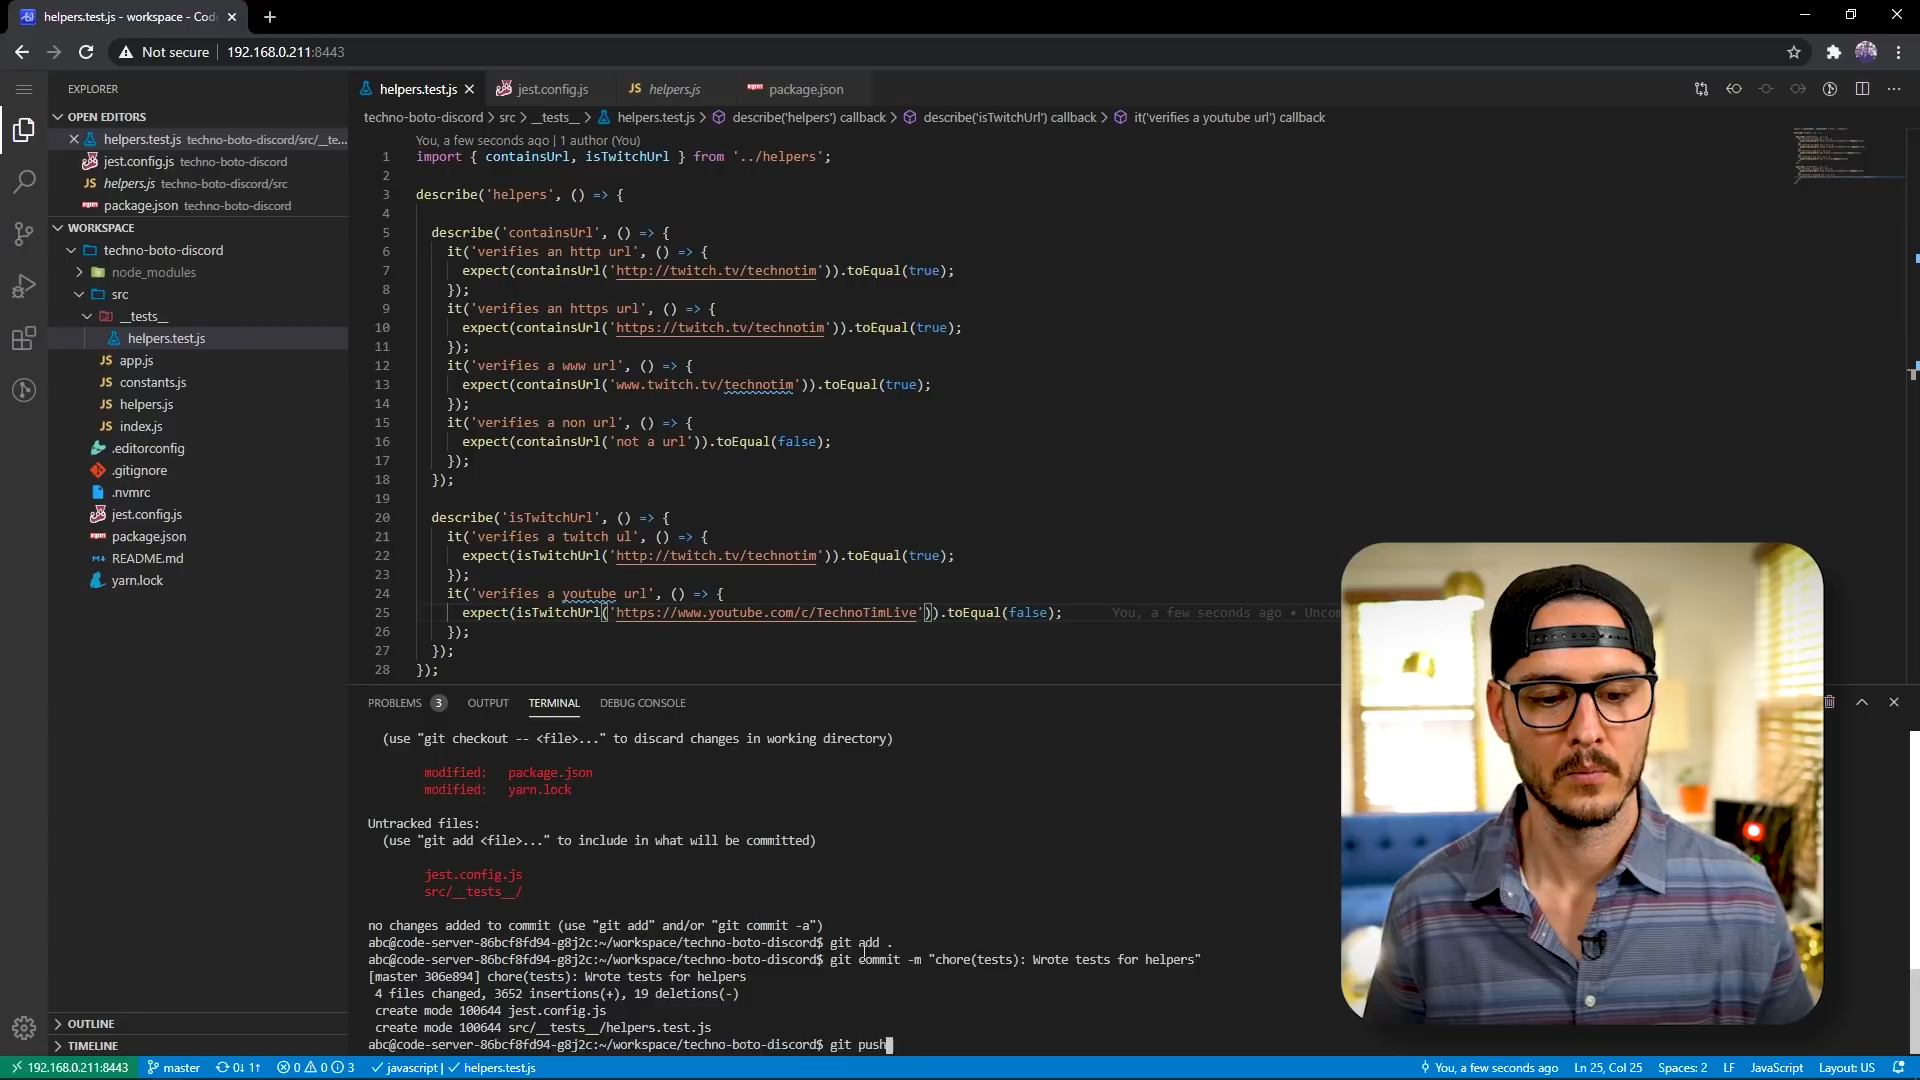 helpers.test.js - workspace - Cod
Not secure 192.168.0.211:8443
EXPLORER
OPEN EDITORS
helpers.test.js techno-boto-discord/src/__te...
jest.config.js techno-boto-discord
JS helpers.js techno-boto-discord/src
package.json techno-boto-discord
WORKSPACE
techno-boto-discord
node_modules
src
__tests__
helpers.test.js
JS app.js
JS constants.js
JS helpers.js
JS index.js
.editorconfig
.gitignore
.nvmrc
jest.config.js
package.json
README.md
yarn.lock
OUTLINE
TIMELINE
helpers.test.js jest.config.js JS helpers.js package.json
techno-boto-discord > src > __tests__ > helpers.test.js > describe('helpers') callback > describe('isTwitchUrl') callback > it('verifies a youtube url') callback
You, a few seconds ago | 1 author (You)
1 import { containsUrl, isTwitchUrl } from '../helpers';
2
3 describe('helpers', () => {
4
5 describe('containsUrl', () => {
6 it('verifies an http url', () => {
7 expect(containsUrl('http://twitch.tv/technotim')).toEqual(true);
8 });
9 it('verifies an https url', () => {
10 expect(containsUrl('https://twitch.tv/technotim')).toEqual(true);
11 });
12 it('verifies a www url', () => {
13 expect(containsUrl('www.twitch.tv/technotim')).toEqual(true);
14 });
15 it('verifies a non url', () => {
16 expect(containsUrl('not a url')).toEqual(false);
17 });
18 });
19
20 describe('isTwitchUrl', () => {
21 it('verifies a twitch ul', () => {
22 expect(isTwitchUrl('http://twitch.tv/technotim')).toEqual(true);
23 });
24 it('verifies a youtube url', () => {
25 expect(isTwitchUrl('https://www.youtube.com/c/TechnoTimLive')).toEqual(false); You, a few seconds ago • Uncom
26 });
27 });
28 });
PROBLEMS 3 OUTPUT TERMINAL DEBUG CONSOLE
(use "git checkout -- <file>..." to discard changes in working directory)
modified: package.json
modified: yarn.lock
Untracked files:
(use "git add <file>..." to include in what will be committed)
jest.config.js
src/__tests__/
no changes added to commit (use "git add" and/or "git commit -a")
abc@code-server-86bcf8fd94-g8j2c:~/workspace/techno-boto-discord$ git add .
abc@code-server-86bcf8fd94-g8j2c:~/workspace/techno-boto-discord$ git commit -m "chore(tests): Wrote tests for helpers"
[master 306e894] chore(tests): Wrote tests for helpers
4 files changed, 3652 insertions(+), 19 deletions(-)
create mode 100644 jest.config.js
create mode 100644 src/__tests__/helpers.test.js
abc@code-server-86bcf8fd94-g8j2c:~/workspace/techno-boto-discord$ git push
192.168.0.211:8443 master 0↓ 1↑ 0 0 3 javascript | helpers.test.js You, a few seconds ago Ln 25, Col 25 Spaces: 2 LF JavaScript Layout: US